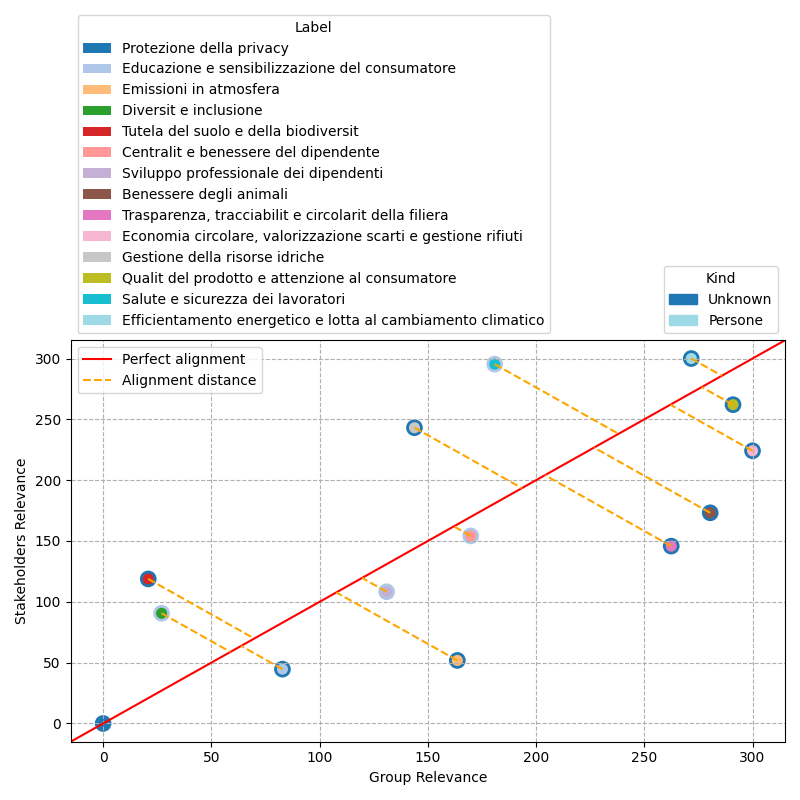 Label
Protezione della privacy
Educazione e sensibilizzazione del consumatore
Emissioni in atmosfera
Diversit e inclusione
Tutela del suolo e della biodiversit
Centralit e benessere del dipendente
Sviluppo professionale dei dipendenti
Benessere degli animali
Trasparenza, tracciabilit e circolarit della filiera
Economia circolare, valorizzazione scarti e gestione rifiuti
Gestione della risorse idriche
Qualit del prodotto e attenzione al consumatore
Salute e sicurezza dei lavoratori
Efficientamento energetico e lotta al cambiamento climatico
Kind
Unknown
Persone
Perfect alignment
Alignment distance
Stakeholders Relevance
300
250
200
150
100
50
0
0 50 100 150 200 250 300
Group Relevance